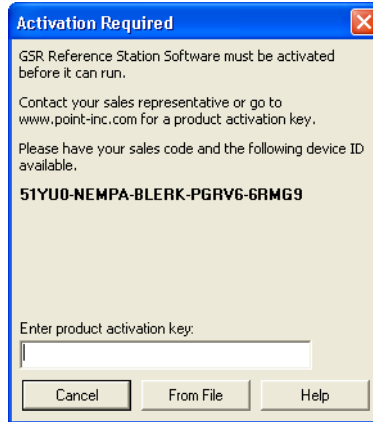 Activation Required
GSR Reference Station Software must be activated
before it can run.
Contact your sales representative or go to
www.point-inc.com for a product activation key.
Please have your sales code and the following device ID
available.
51YU0-NEMPA-BLERK-PGRV6-6RMG9
Enter product activation key:
Cancel From File Help